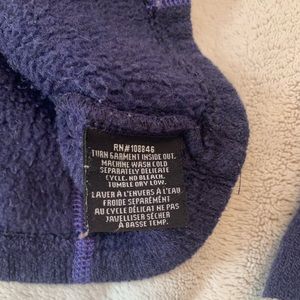 RN#108846
TURN GARMENT INSIDE OUT.
MACHINE WASH COLD
SEPARATELY DELICATE
CYCLE. NO BLEACH.
TUMBLE DRY LOW.
LAVER À L'ENVERS À L'EAU
FROIDE SEPARÉMENT
AU CYCLE DÉLICAT NE PAS
JAVELLISER SÉCHER
À BASSE TEMP.